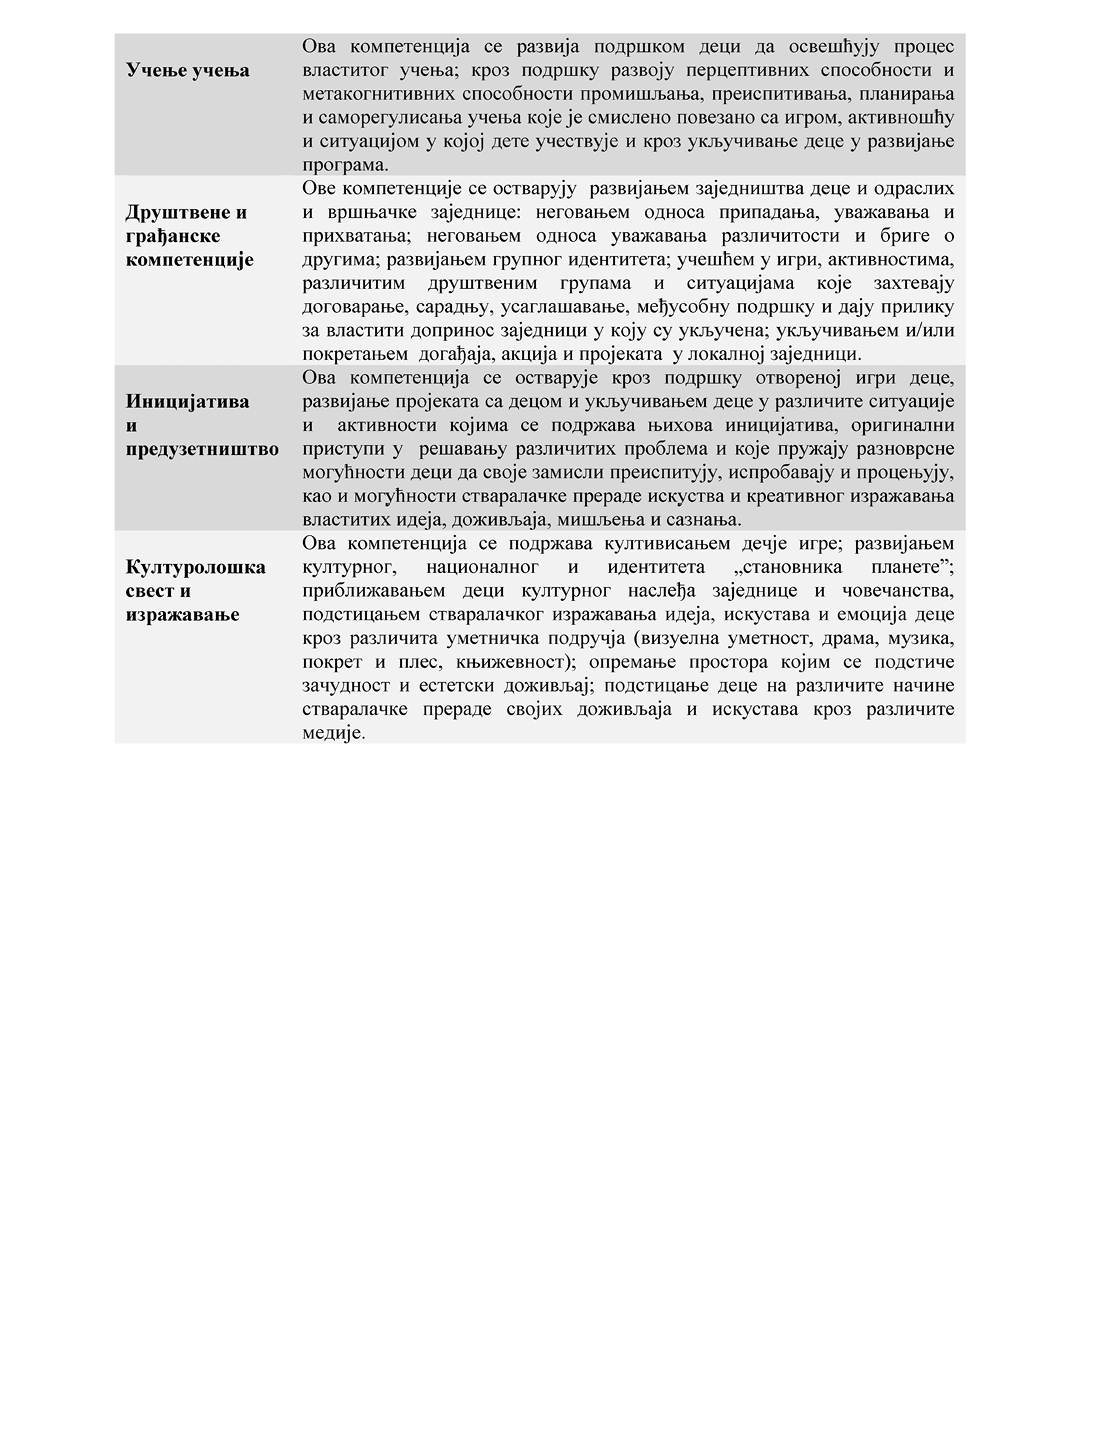 Учење учења
Ова компетенција се развија подршком деци да освешћују процес
властитог учења; кроз подршку развоју перцептивних способности и
метакогнитивних способности промишљања, преиспитивања, планирања
и саморегулисања учења које је смислено повезано са игром, активношћу
и ситуацијом у којој дете учествује и кроз укључивање деце у развијање
програма.
Друштвене и
грађанске
компетенције
Ове компетенције се остварују развијањем заједништва деце и одраслих
и вршњачке заједнице: неговањем односа припадања, уважавања и
прихватања; неговањем односа уважавања различитости и бриге о
другима; развијањем групног идентитета; учешћем у игри, активностима,
различитим друштвеним групама и ситуацијама које захтевају
договарање, сарадњу, усаглашавање, међусобну подршку и дају прилику
за властити допринос заједници у коју су укључена; укључивањем и/или
покретањем догађаја, акција и пројеката у локалној заједници.
Иницијатива
и
предузетништво
Ова компетенција се остварује кроз подршку отвореној игри деце,
развијање пројеката са децом и укључивањем деце у различите ситуације
и активности којима се подржава њихова иницијатива, оригинални
приступи у решавању различитих проблема и које пружају разноврсне
могућности деци да своје замисли преиспитују, испробавају и процењују,
као и могућности стваралачке прераде искуства и креативног изражавања
властитих идеја, доживљаја, мишљења и сазнања.
Културолошка
свест и
изражавање
Ова компетенција се подржава култивисањем дечје игре; развијањем
културног, националног и идентитета „становника планете”;
приближавањем деци културног наслеђа заједнице и човечанства,
подстицањем стваралачког изражавања идеја, искустава и емоција деце
кроз различита уметничка подручја (визуелна уметност, драма, музика,
покрет и плес, књижевност); опремање простора којим се подстиче
зачудност и естетски доживљај; подстицање деце на различите начине
стваралачке прераде својих доживљаја и искустава кроз различите
медије.